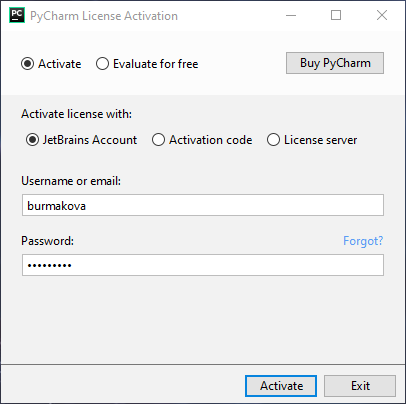 PC PyCharm License Activation
Activate Evaluate for free Buy PyCharm
Activate license with:
JetBrains Account Activation code License server
Username or email:
burmakova
Password: Forgot?
•••••••••
Activate Exit